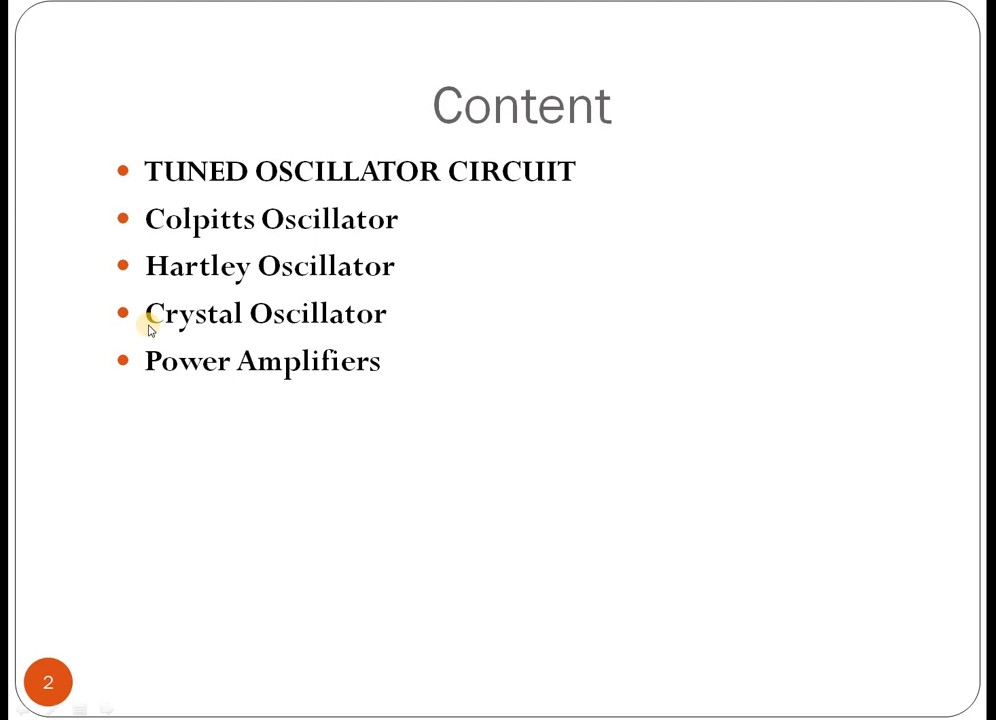 Content
TUNED OSCILLATOR CIRCUIT
Colpitts Oscillator
Hartley Oscillator
Crystal Oscillator
Power Amplifiers
2